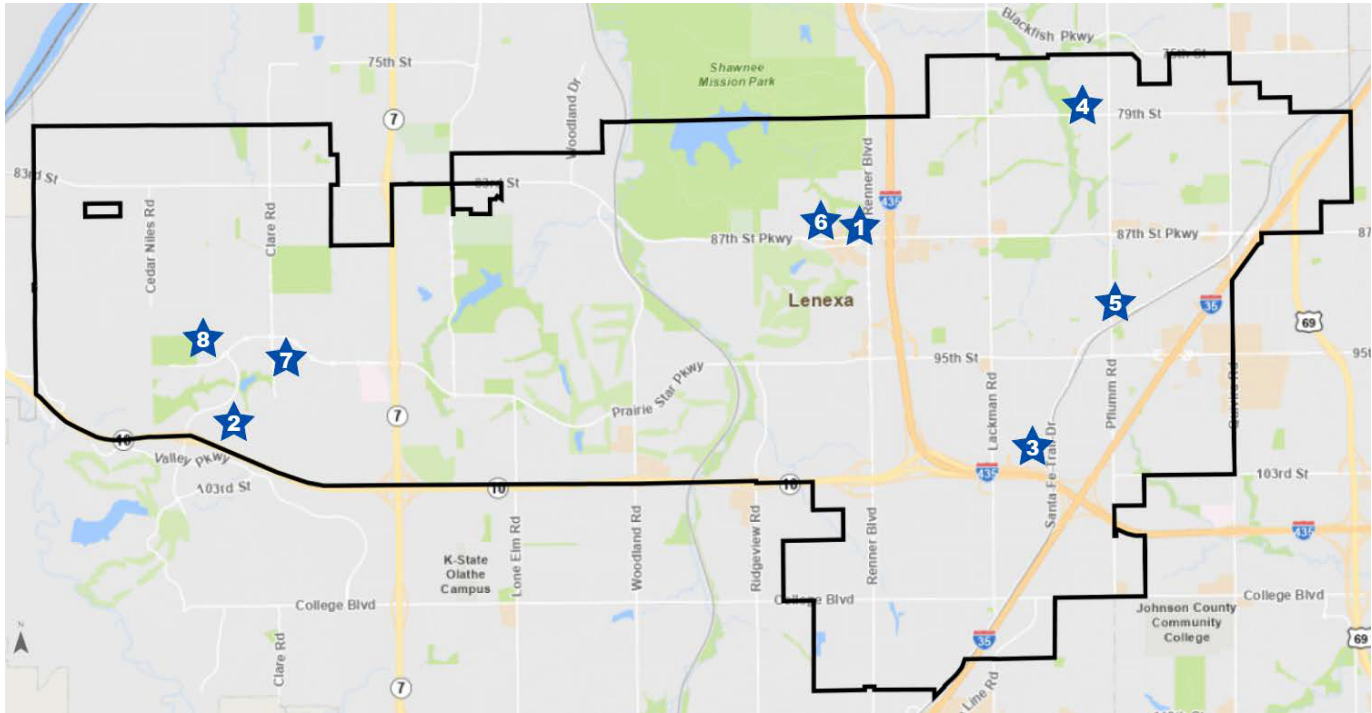 Blackfish Pkwy
75th St
75th St
Shawnee
Mission Park
Woodland Dr
4
79th St
7
83rd St
83rd St
Renner Blvd
435
Cedar Niles Rd
Clare Rd
6
1
87th St Pkwy
87th St Pkwy
Lenexa
5
35
69
8
7
95th St
95th
Prairie Star Pkwy
Lackman Rd
Pflumm Rd
7
2
3
10
Valley Pkwy
103rd St
10
10
435
103rd St
Santa Fe Trail Dr
435
K-State
Olathe
Campus
Lone Elm Rd
Woodland Rd
Ridgeview Rd
Renner Blvd
College Blvd
College Blvd
College Blvd
Johnson County
Community
College
N
Clare Rd
35
69
7
Line Rd